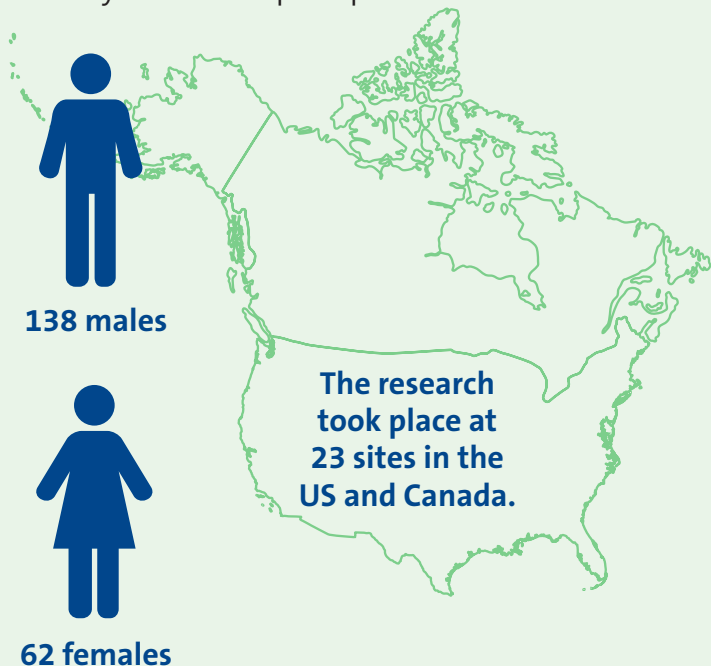 138 males
The research
took place at
23 sites in the
US and Canada.
62 females